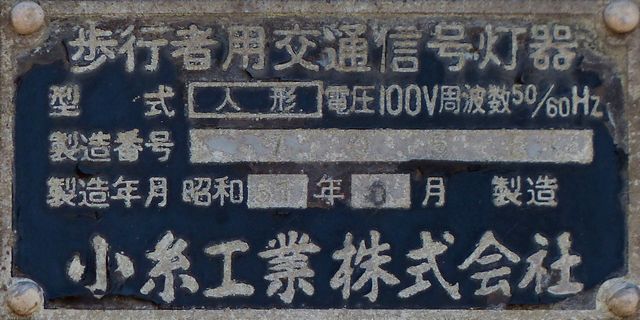 歩行者用交通信号灯器
型式 人形 電圧100V周波数50/60Hz
製造番号
製造年月 昭和 年 月 製造
小糸工業株式会社